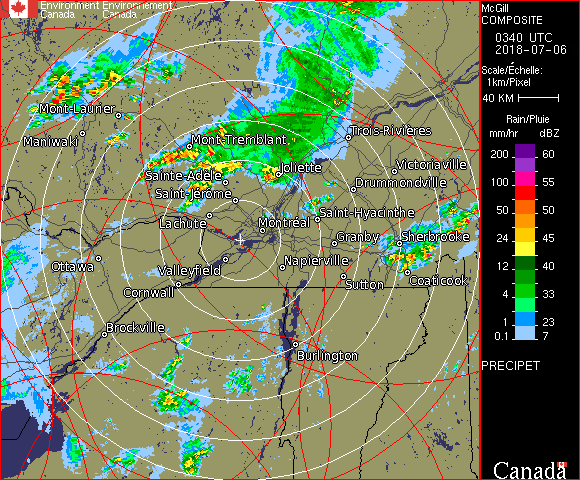 Environment Environnement
Canada Canada
McGill
COMPOSITE
0340 UTC
2018-07-06
Scale/Échelle:
1km/Pixel
40 KM
Rain/Pluie
mm/hr dBZ
200 60
100 55
50 50
24 45
12 40
4 33
1 23
0.1 7
PRECIPET
Canada
Mont-Laurier
Maniwaki
Mont-Tremblant
Trois-Rivières
Victoriaville
Sainte-Adèle
Joliette
Drummondville
Saint-Jérôme
Lachute
Montréal
Saint-Hyacinthe
Granby
Sherbrooke
Ottawa
Valleyfield
Napierville
Cornwall
Sutton
Coaticook
Brockville
Burlington